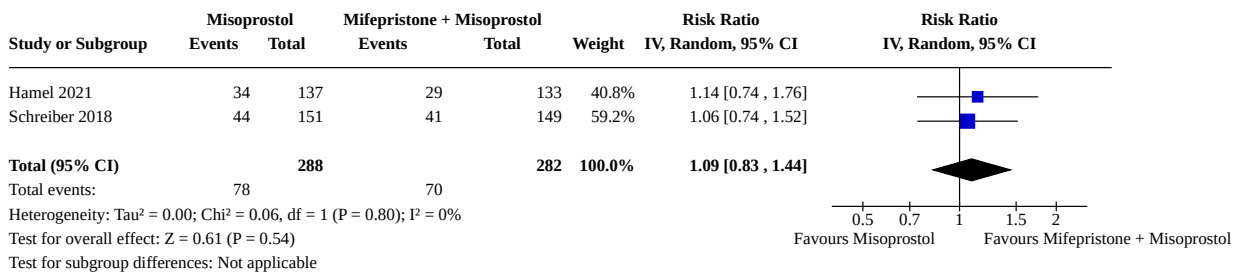 Misoprostol Mifepristone + Misoprostol Risk Ratio Risk Ratio
Study or Subgroup Events Total Events Total Weight IV, Random, 95% CI IV, Random, 95% CI
Hamel 2021 34 137 29 133 40.8% 1.14 [0.74 , 1.76]
Schreiber 2018 44 151 41 149 59.2% 1.06 [0.74 , 1.52]
Total (95% CI) 288 282 100.0% 1.09 [0.83 , 1.44]
Total events: 78 70
Heterogeneity: Tau² = 0.00; Chi² = 0.06, df = 1 (P = 0.80); I² = 0%
0.5 0.7 1 1.5 2
Test for overall effect: Z = 0.61 (P = 0.54) Favours Misoprostol Favours Mifepristone + Misoprostol
Test for subgroup differences: Not applicable